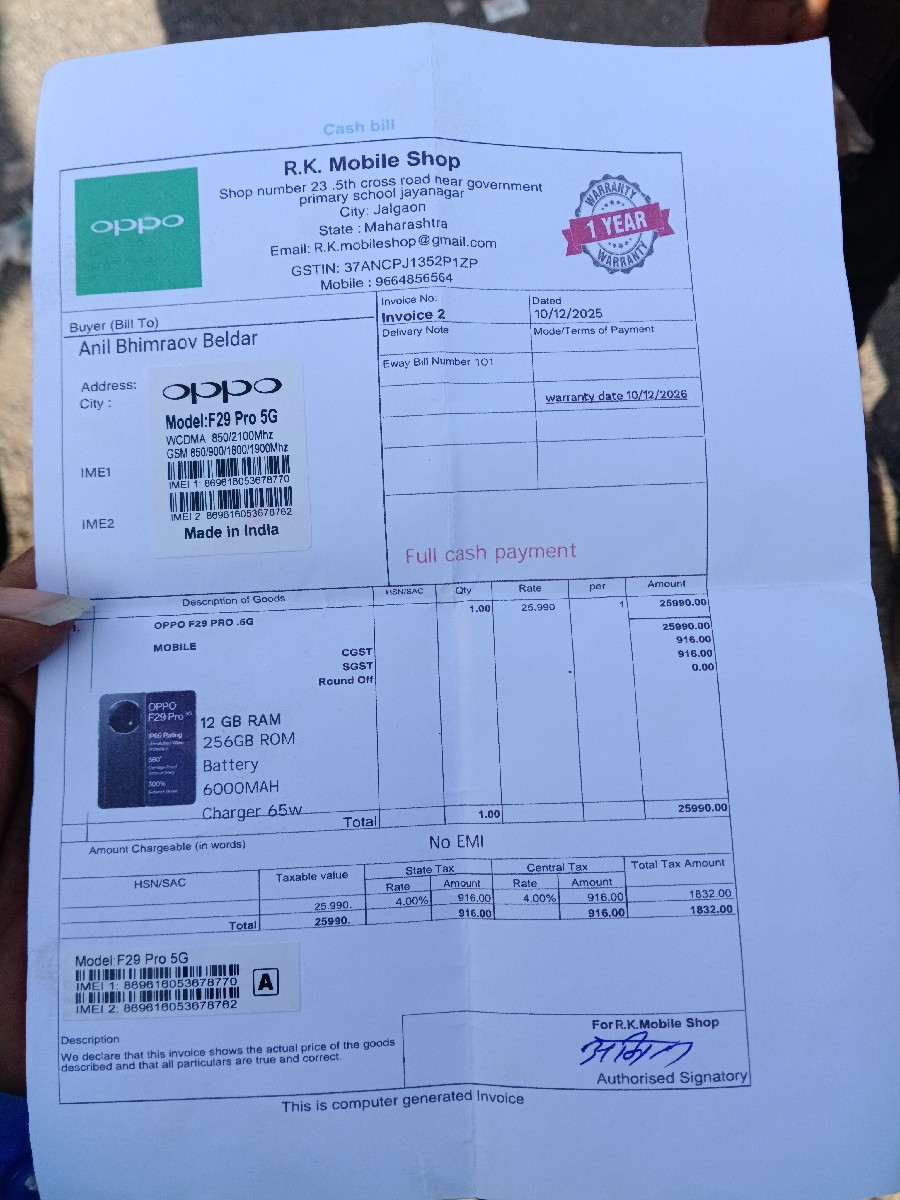 Cash bill
oppo
R.K. Mobile Shop
Shop number 23 .5th cross road near government
primary school jayanagar
City: Jalgaon
State : Maharashtra
Email: R.K.mobileshop@gmail.com
GSTIN: 37ANCPJ1352P1ZP
Mobile : 9664856564
WARRANTY
1 YEAR
WARRANTY
Buyer (Bill To)
Anil Bhimraov Beldar
Invoice No.
Invoice 2
Dated
10/12/2025
Delivery Note
Mode/Terms of Payment
Eway Bill Number 101
warranty date 10/12/2026
Address:
City :
IME1
IME2
oppo
Model:F29 Pro 5G
WCDMA 850/2100Mhz
GSM 850/900/1800/1900Mhz
IMEI 1: 869616053678770
IMEI 2: 869616053678762
Made in India
Full cash payment
Description of Goods HSN/SAC Qty Rate per Amount
1. OPPO F29 PRO .5G 1.00 25.990 1 25990.00
25990.00
MOBILE
CGST 916.00
SGST 916.00
Round Off 0.00
OPPO
F29 Pro 5G
IP69 Rating
360°
300%
12 GB RAM
256GB ROM
Battery
6000MAH
Charger 65w
Total 1.00 25990.00
Amount Chargeable (in words) No EMI
HSN/SAC Taxable value State Tax Central Tax Total Tax Amount
Rate Amount Rate Amount
25.990. 4.00% 916.00 4.00% 916.00 1832.00
Total 25990. 916.00 916.00 1832.00
Model F29 Pro 5G
IMEI 1: 869616053678770
IMEI 2: 869616053678762
A
Description
We declare that this invoice shows the actual price of the goods
described and that all particulars are true and correct.
For R.K.Mobile Shop
Authorised Signatory
This is computer generated Invoice